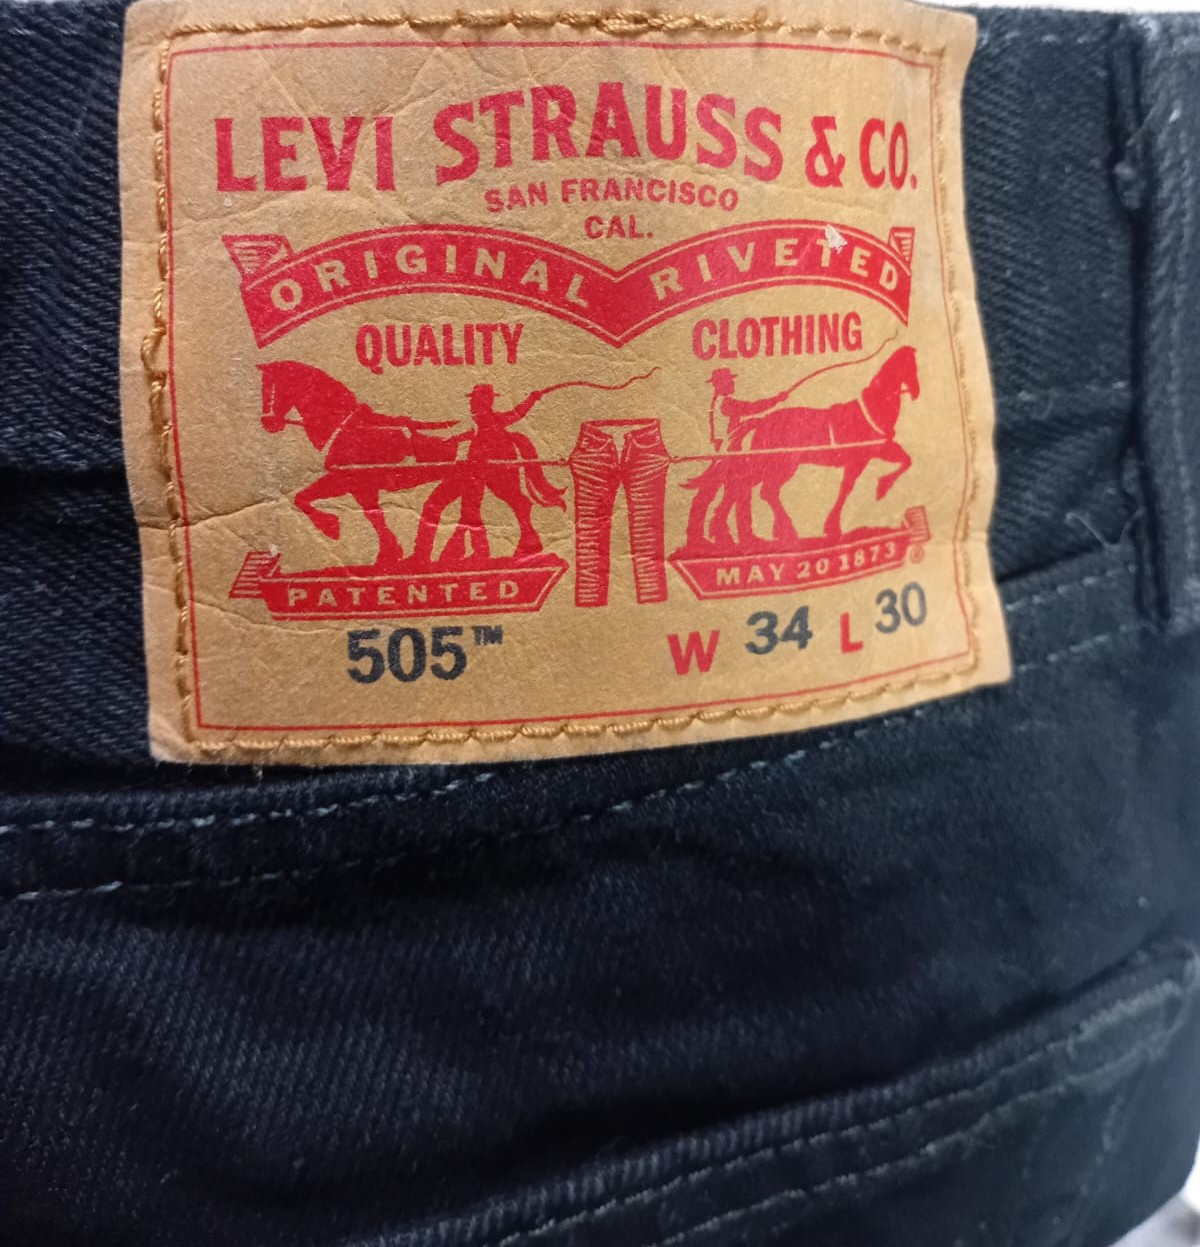 LEVI STRAUSS & CO.
SAN FRANCISCO
CAL.
ORIGINAL RIVETED
QUALITY CLOTHING
PATENTED MAY 20 1873 ®
505™ W 34 L 30